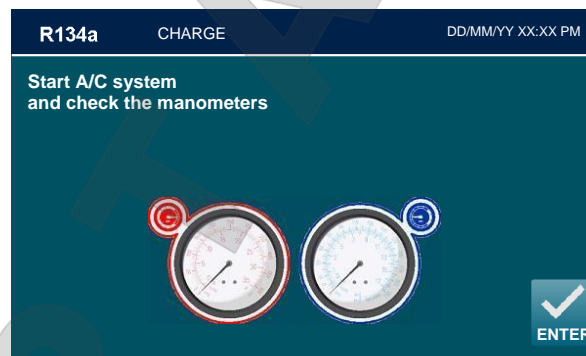 R134a
CHARGE
DD/MM/YY XX:XX PM
Start A/C system
and check the manometers
ENTER